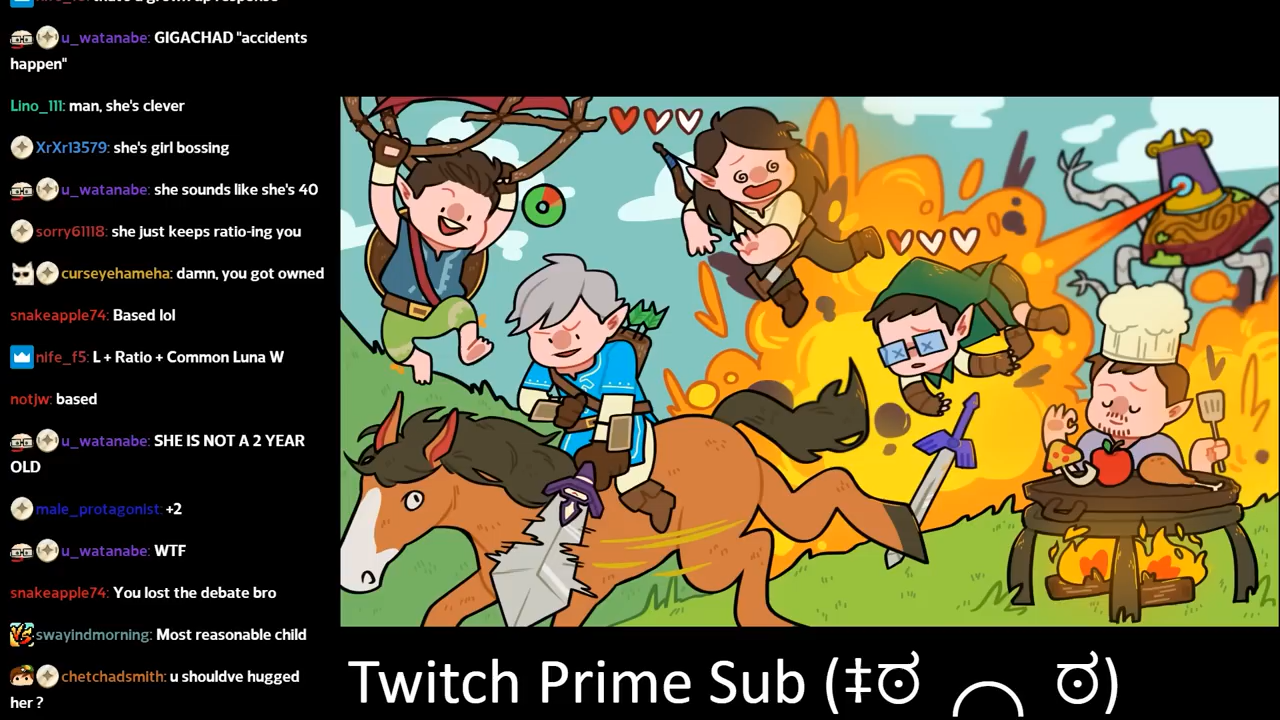 u_watanabe: GIGACHAD "accidents
happen"
Lino_111: man, she's clever
XrXr13579: she's girl bossing
u_watanabe: she sounds like she's 40
sorry61118: she just keeps ratio-ing you
curseyehameha: damn, you got owned
snakeapple74: Based lol
nife_f5: L + Ratio + Common Luna W
notjw: based
u_watanabe: SHE IS NOT A 2 YEAR
OLD
male_protagonist: +2
u_watanabe: WTF
snakeapple74: You lost the debate bro
swayindmorning: Most reasonable child
chetchadsmith: u shouldve hugged
her ?
Twitch Prime Sub (‡ಠ ⁀ ಠ)